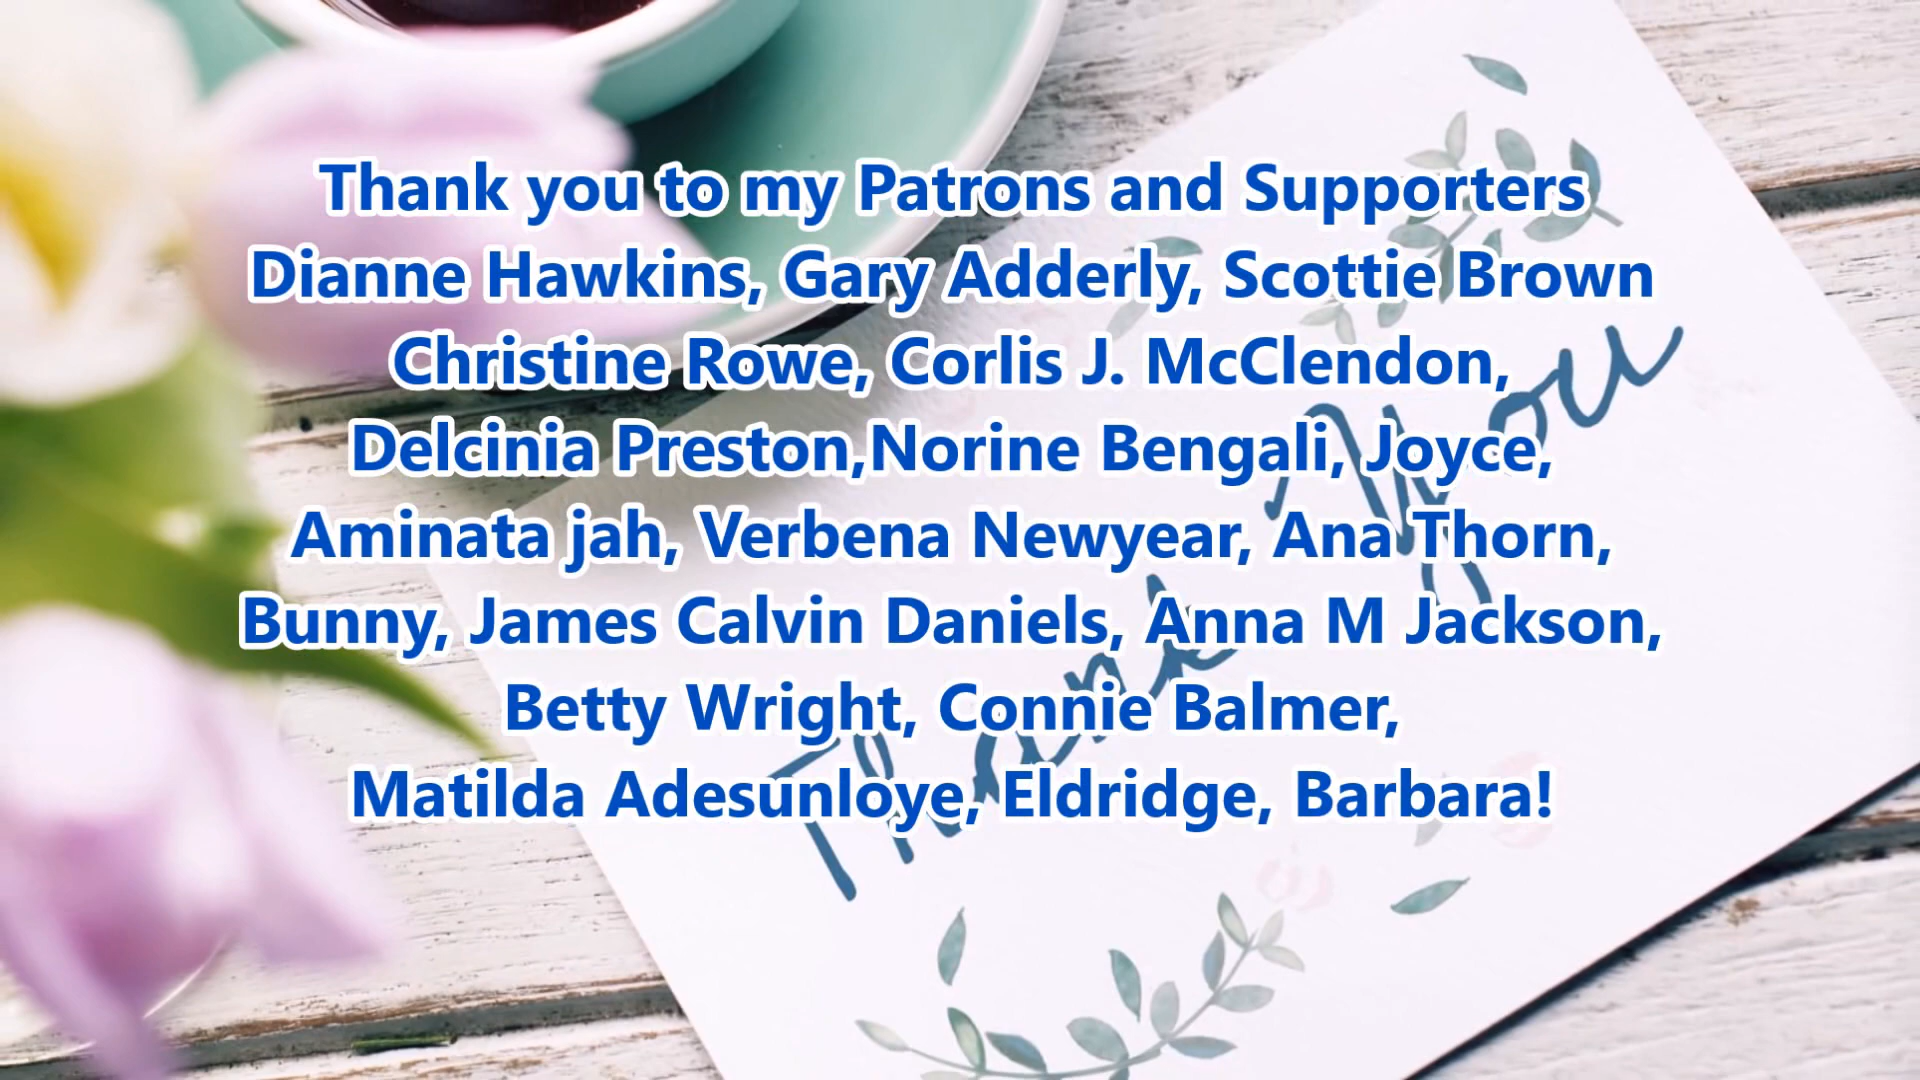 Thank you to my Patrons and Supporters
Dianne Hawkins, Gary Adderly, Scottie Brown
Christine Rowe, Corlis J. McClendon,
Delcinia Preston,Norine Bengali, Joyce,
Aminata jah, Verbena Newyear, Ana Thorn,
Bunny, James Calvin Daniels, Anna M Jackson,
Betty Wright, Connie Balmer,
Matilda Adesunloye, Eldridge, Barbara!
Thank You